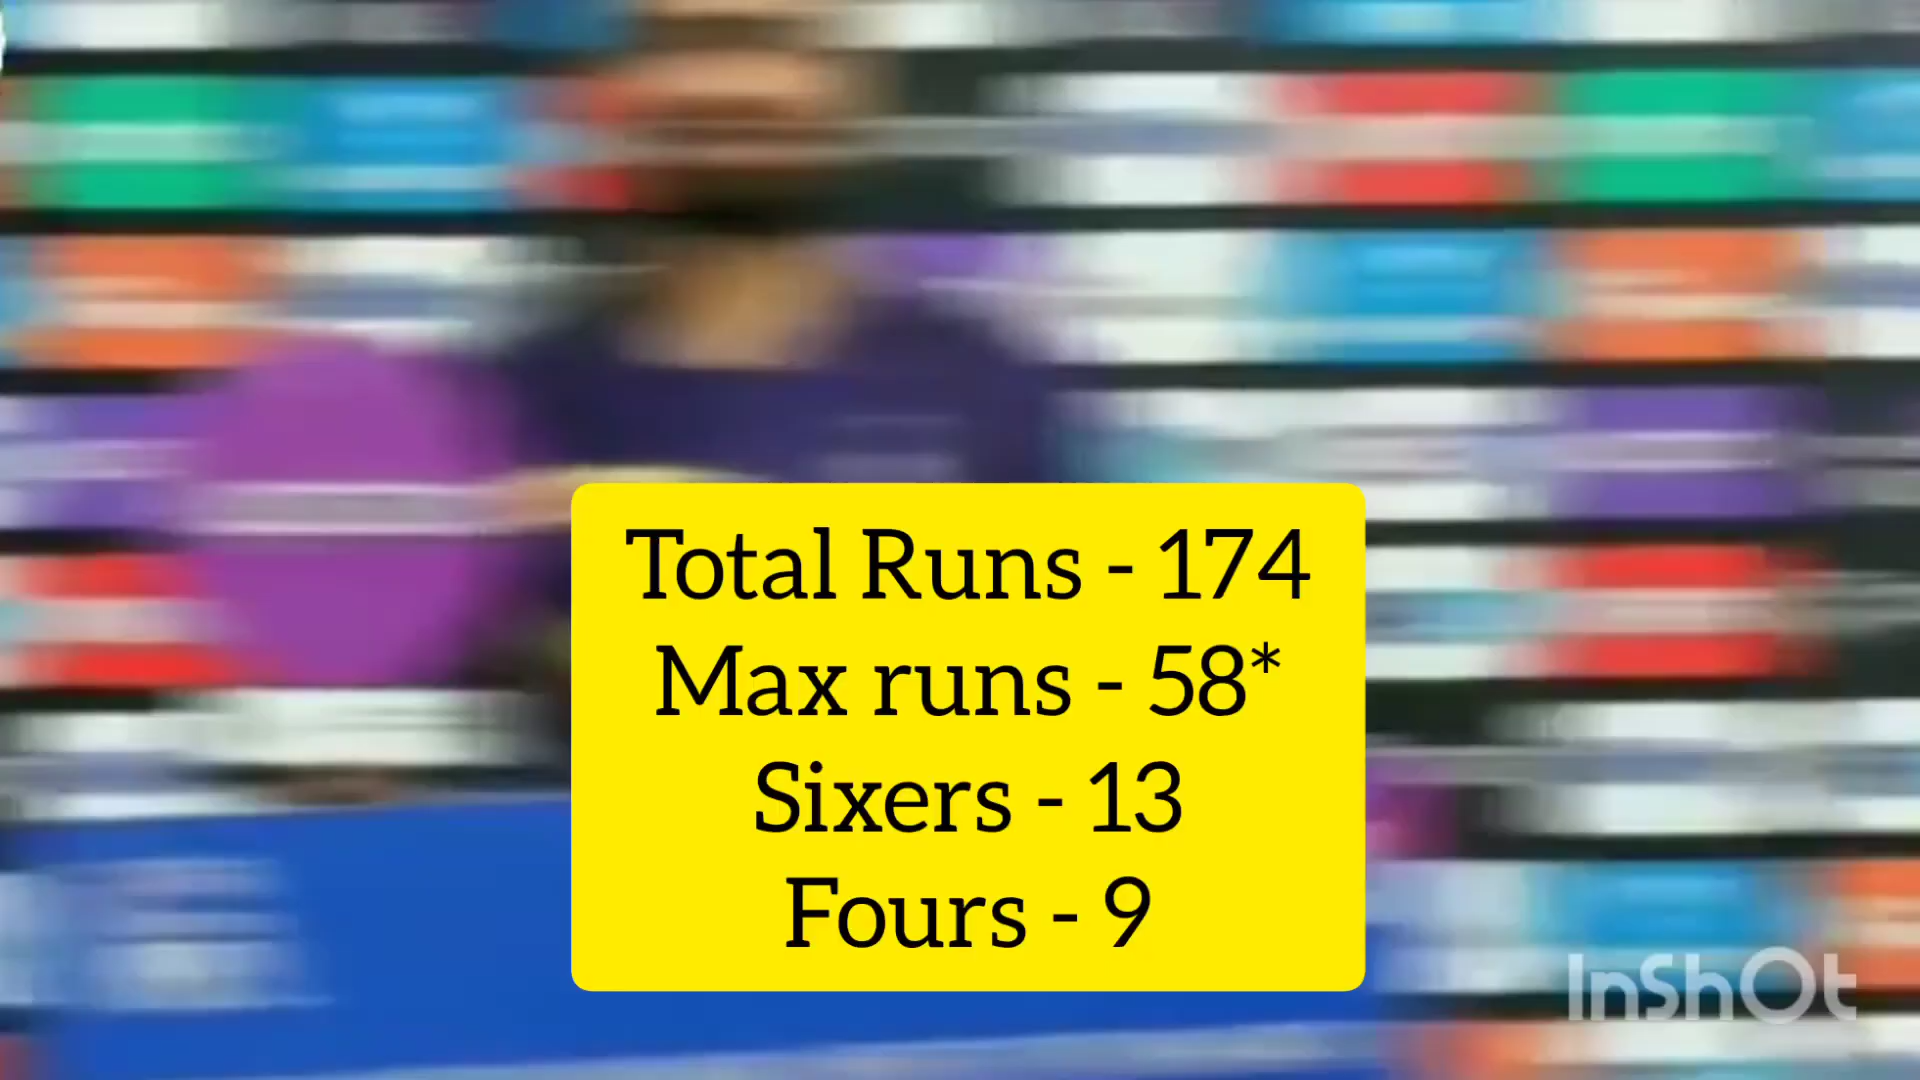 Total Runs - 174
Max runs - 58*
Sixers - 13
Fours - 9
InShOt